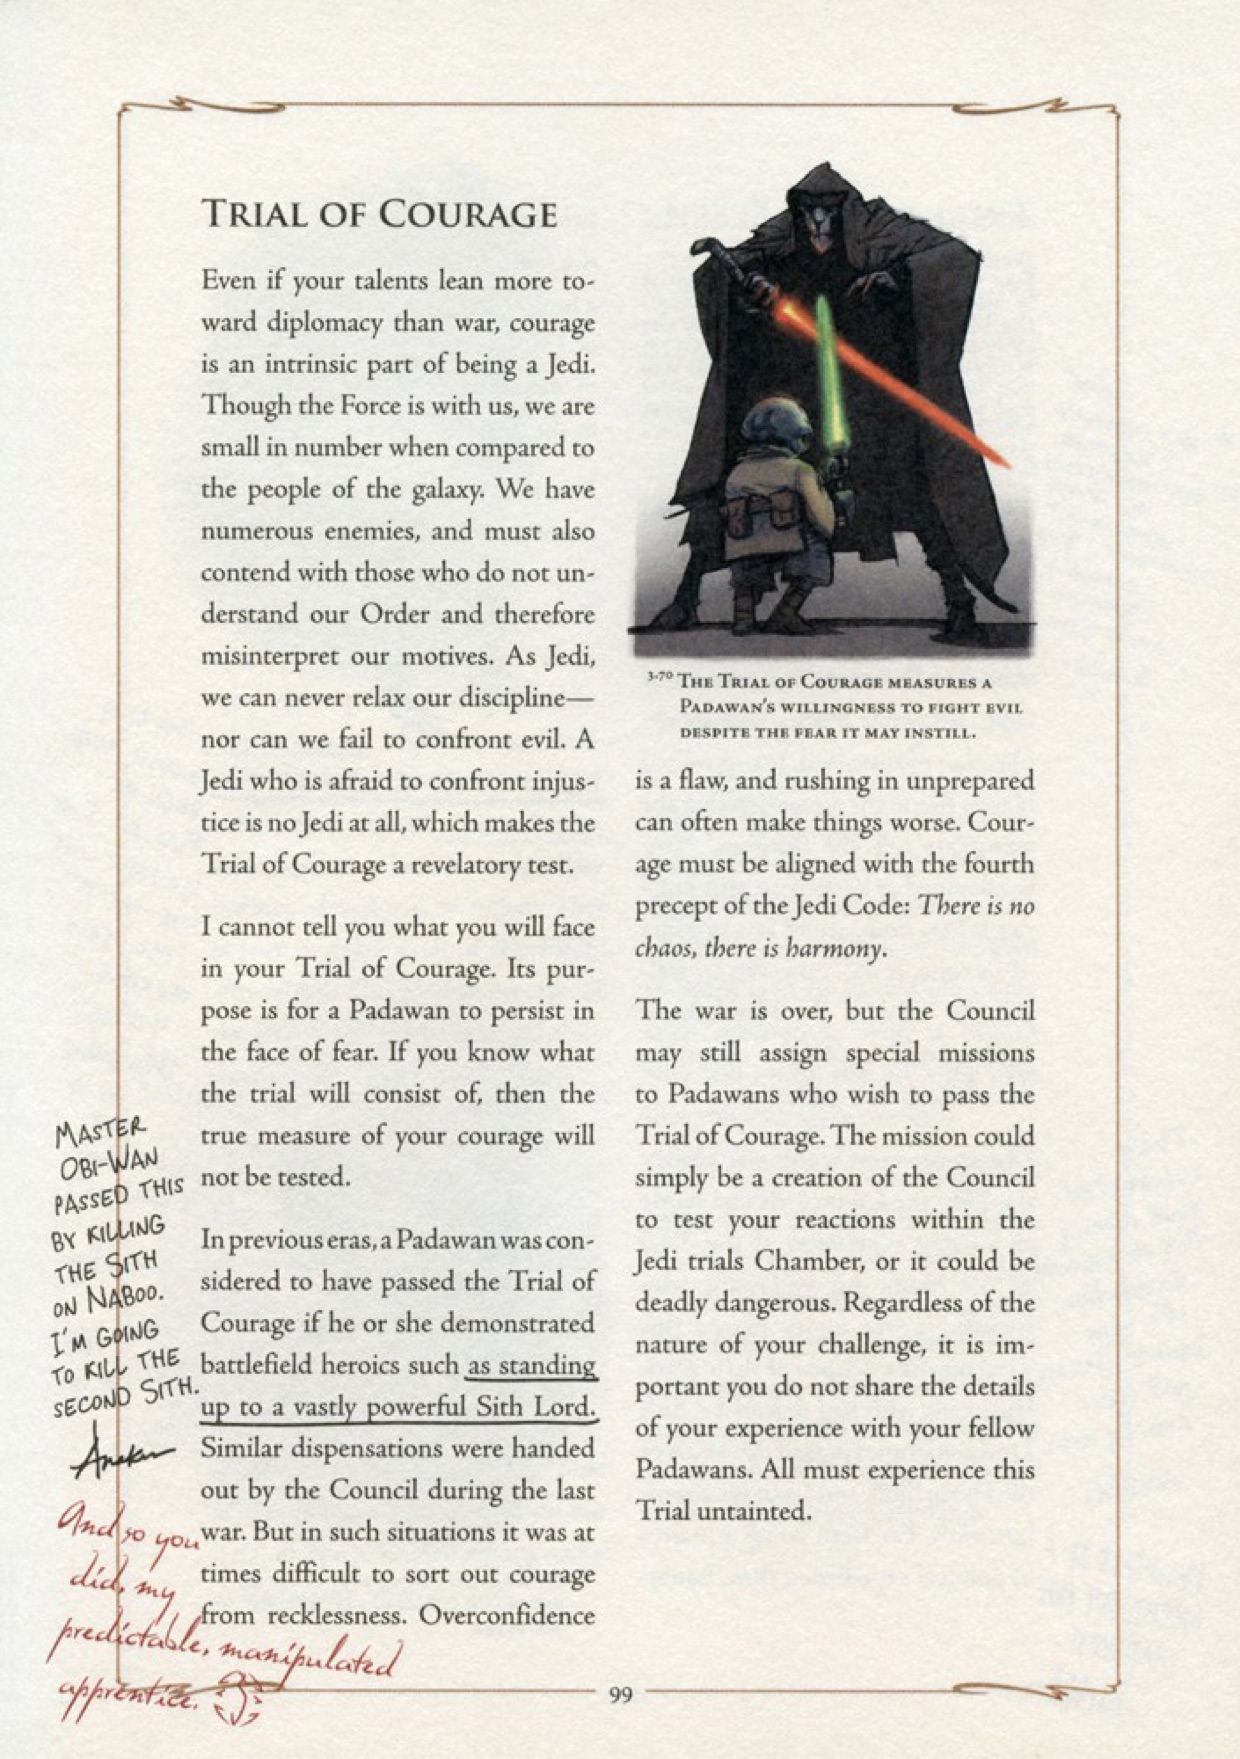 TRIAL OF COURAGE
Even if your talents lean more to-
ward diplomacy than war, courage
is an intrinsic part of being a Jedi.
Though the Force is with us, we are
small in number when compared to
the people of the galaxy. We have
numerous enemies, and must also
contend with those who do not un-
derstand our Order and therefore
misinterpret our motives. As Jedi,
we can never relax our discipline—
nor can we fail to confront evil. A
Jedi who is afraid to confront injus-
tice is no Jedi at all, which makes the
Trial of Courage a revelatory test.
I cannot tell you what you will face
in your Trial of Courage. Its pur-
pose is for a Padawan to persist in
the face of fear. If you know what
the trial will consist of, then the
true measure of your courage will
not be tested.
In previous eras, a Padawan was con-
sidered to have passed the Trial of
Courage if he or she demonstrated
battlefield heroics such as standing
up to a vastly powerful Sith Lord.
Similar dispensations were handed
out by the Council during the last
war. But in such situations it was at
times difficult to sort out courage
from recklessness. Overconfidence
MASTER
OBI-WAN
PASSED THIS
BY KILLING
THE SITH
ON NABOO.
I'M GOING
TO KILL THE
SECOND SITH.
Anakin
And so you
did, my
predictable, manipulated
apprentice.
3-70 THE TRIAL OF COURAGE MEASURES A
PADAWAN'S WILLINGNESS TO FIGHT EVIL
DESPITE THE FEAR IT MAY INSTILL.
is a flaw, and rushing in unprepared
can often make things worse. Cour-
age must be aligned with the fourth
precept of the Jedi Code: There is no
chaos, there is harmony.
The war is over, but the Council
may still assign special missions
to Padawans who wish to pass the
Trial of Courage. The mission could
simply be a creation of the Council
to test your reactions within the
Jedi trials Chamber, or it could be
deadly dangerous. Regardless of the
nature of your challenge, it is im-
portant you do not share the details
of your experience with your fellow
Padawans. All must experience this
Trial untainted.
99